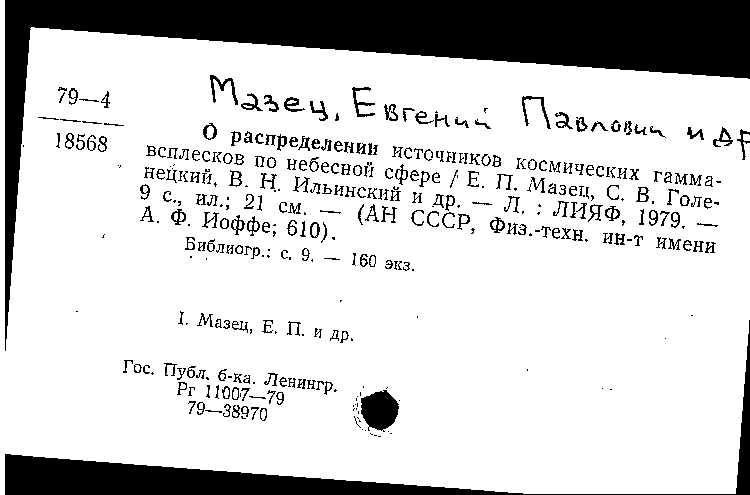 Мазец, Евгений Павлович и др
79—4
18568
О распределении источников космических гамма-
всплесков по небесной сфере / Е. П. Мазец, С. В. Голе-
нецкий, В. Н. Ильинский и др. — Л. : ЛИЯФ, 1979. —
9 с., ил.; 21 см. — (АН СССР, Физ.-техн. ин-т имени
А. Ф. Иоффе; 610).
Библиогр.: с. 9. — 160 экз.
I. Мазец, Е. П. и др.
Гос. Публ. б-ка. Ленингр.
Рг 11007—79
79—38970